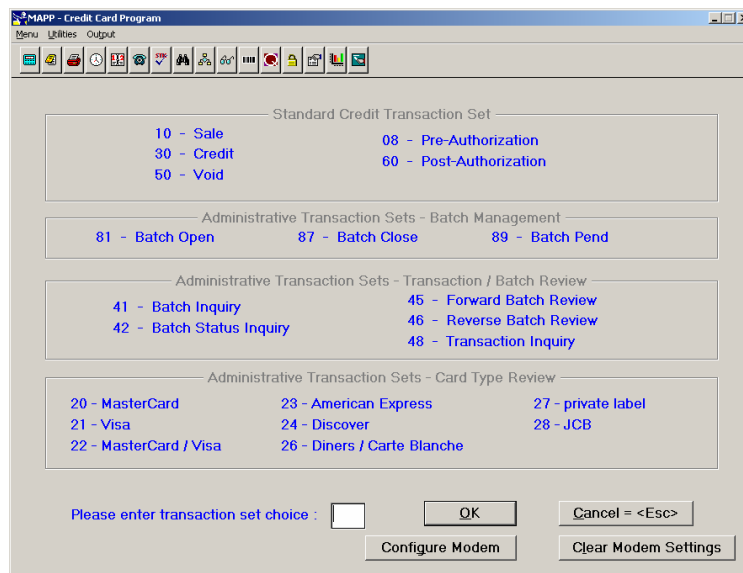 MAPP - Credit Card Program
Menu Utilities Output
Standard Credit Transaction Set
10 - Sale
30 - Credit
50 - Void
08 - Pre-Authorization
60 - Post-Authorization
Administrative Transaction Sets - Batch Management
81 - Batch Open 87 - Batch Close 89 - Batch Pend
Administrative Transaction Sets - Transaction / Batch Review
41 - Batch Inquiry
42 - Batch Status Inquiry
45 - Forward Batch Review
46 - Reverse Batch Review
48 - Transaction Inquiry
Administrative Transaction Sets - Card Type Review
20 - MasterCard 23 - American Express 27 - private label
21 - Visa 24 - Discover 28 - JCB
22 - MasterCard / Visa 26 - Diners / Carte Blanche
Please enter transaction set choice : OK Cancel = <Esc>
Configure Modem Clear Modem Settings